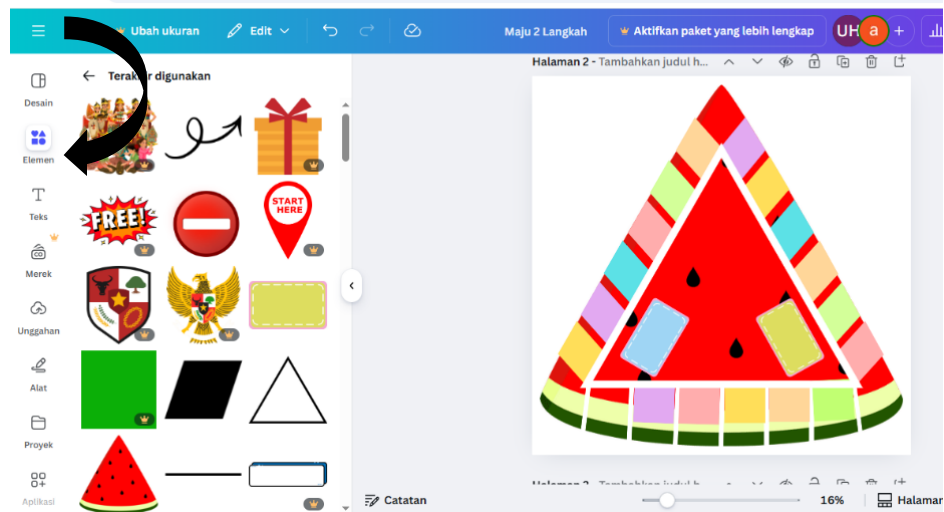 Ubah ukuran
Edit
Maju 2 Langkah
Aktifkan paket yang lebih lengkap
UH
a
+
Desain
Elemen
Teks
Merek
CO
Unggahan
Alat
Proyek
Aplikasi
digunakan
FREE!
START
HERE
Halaman 2 - Tambahkan judul h...
Catatan
16%
Halaman